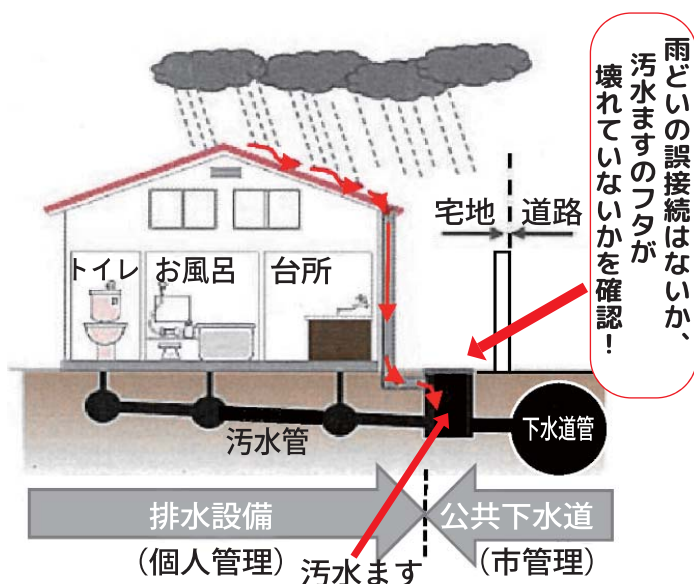 雨どいの誤接続はないか、
汚水ますのフタが
壊れていないかを確認！
宅地 道路
トイレ お風呂 台所
汚水管
下水道管
排水設備
公共下水道
（個人管理）
汚水ます
（市管理）